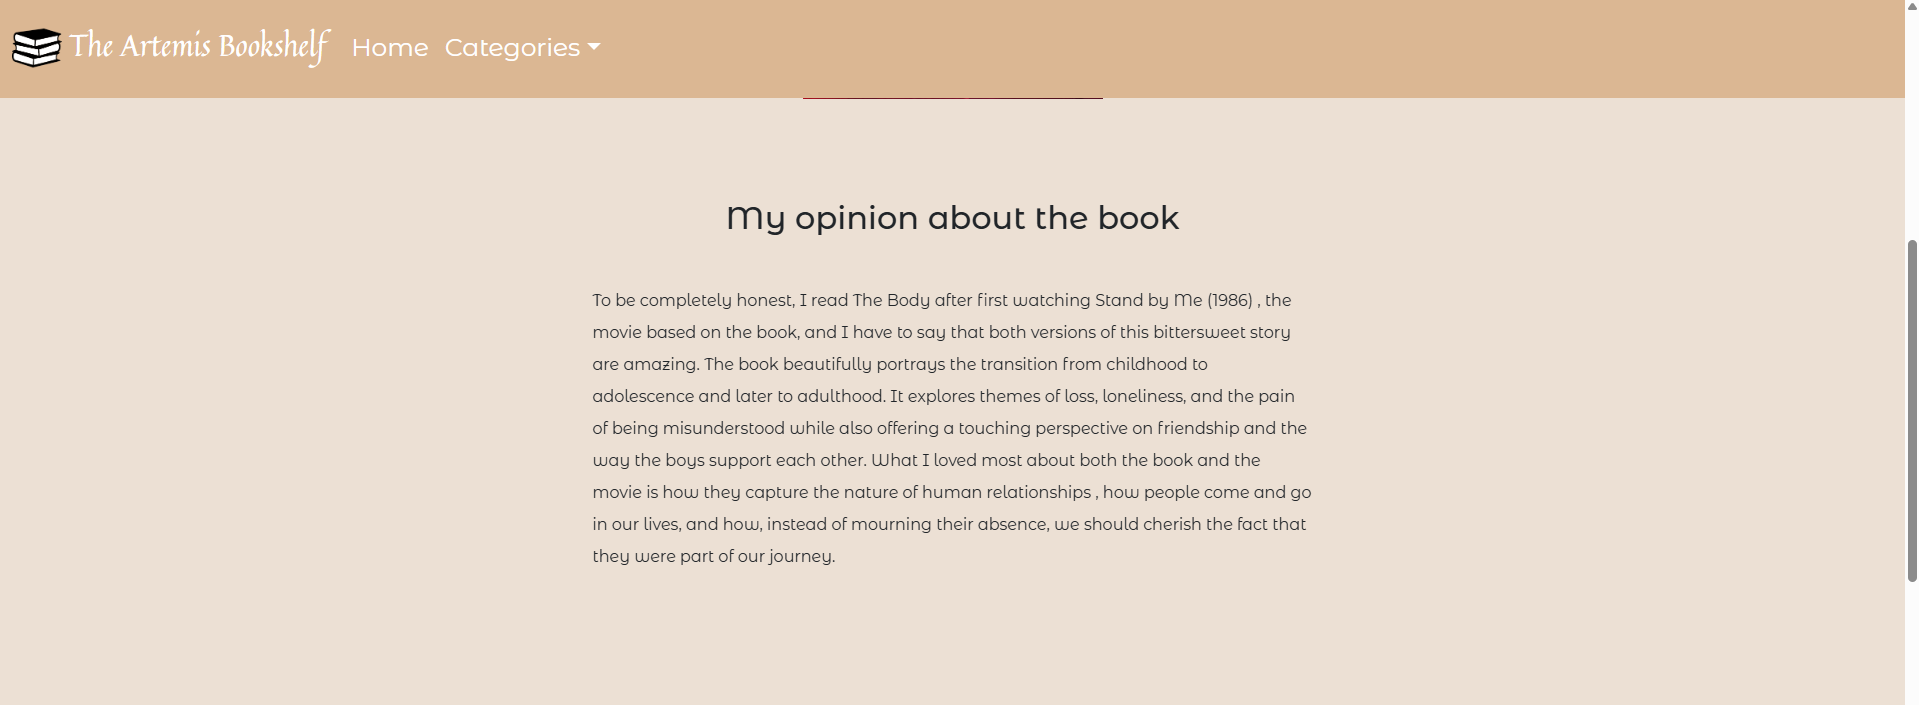 The Artemis Bookshelf Home Categories
My opinion about the book
To be completely honest, I read The Body after first watching Stand by Me (1986) , the
movie based on the book, and I have to say that both versions of this bittersweet story
are amazing. The book beautifully portrays the transition from childhood to
adolescence and later to adulthood. It explores themes of loss, loneliness, and the pain
of being misunderstood while also offering a touching perspective on friendship and the
way the boys support each other. What I loved most about both the book and the
movie is how they capture the nature of human relationships , how people come and go
in our lives, and how, instead of mourning their absence, we should cherish the fact that
they were part of our journey.